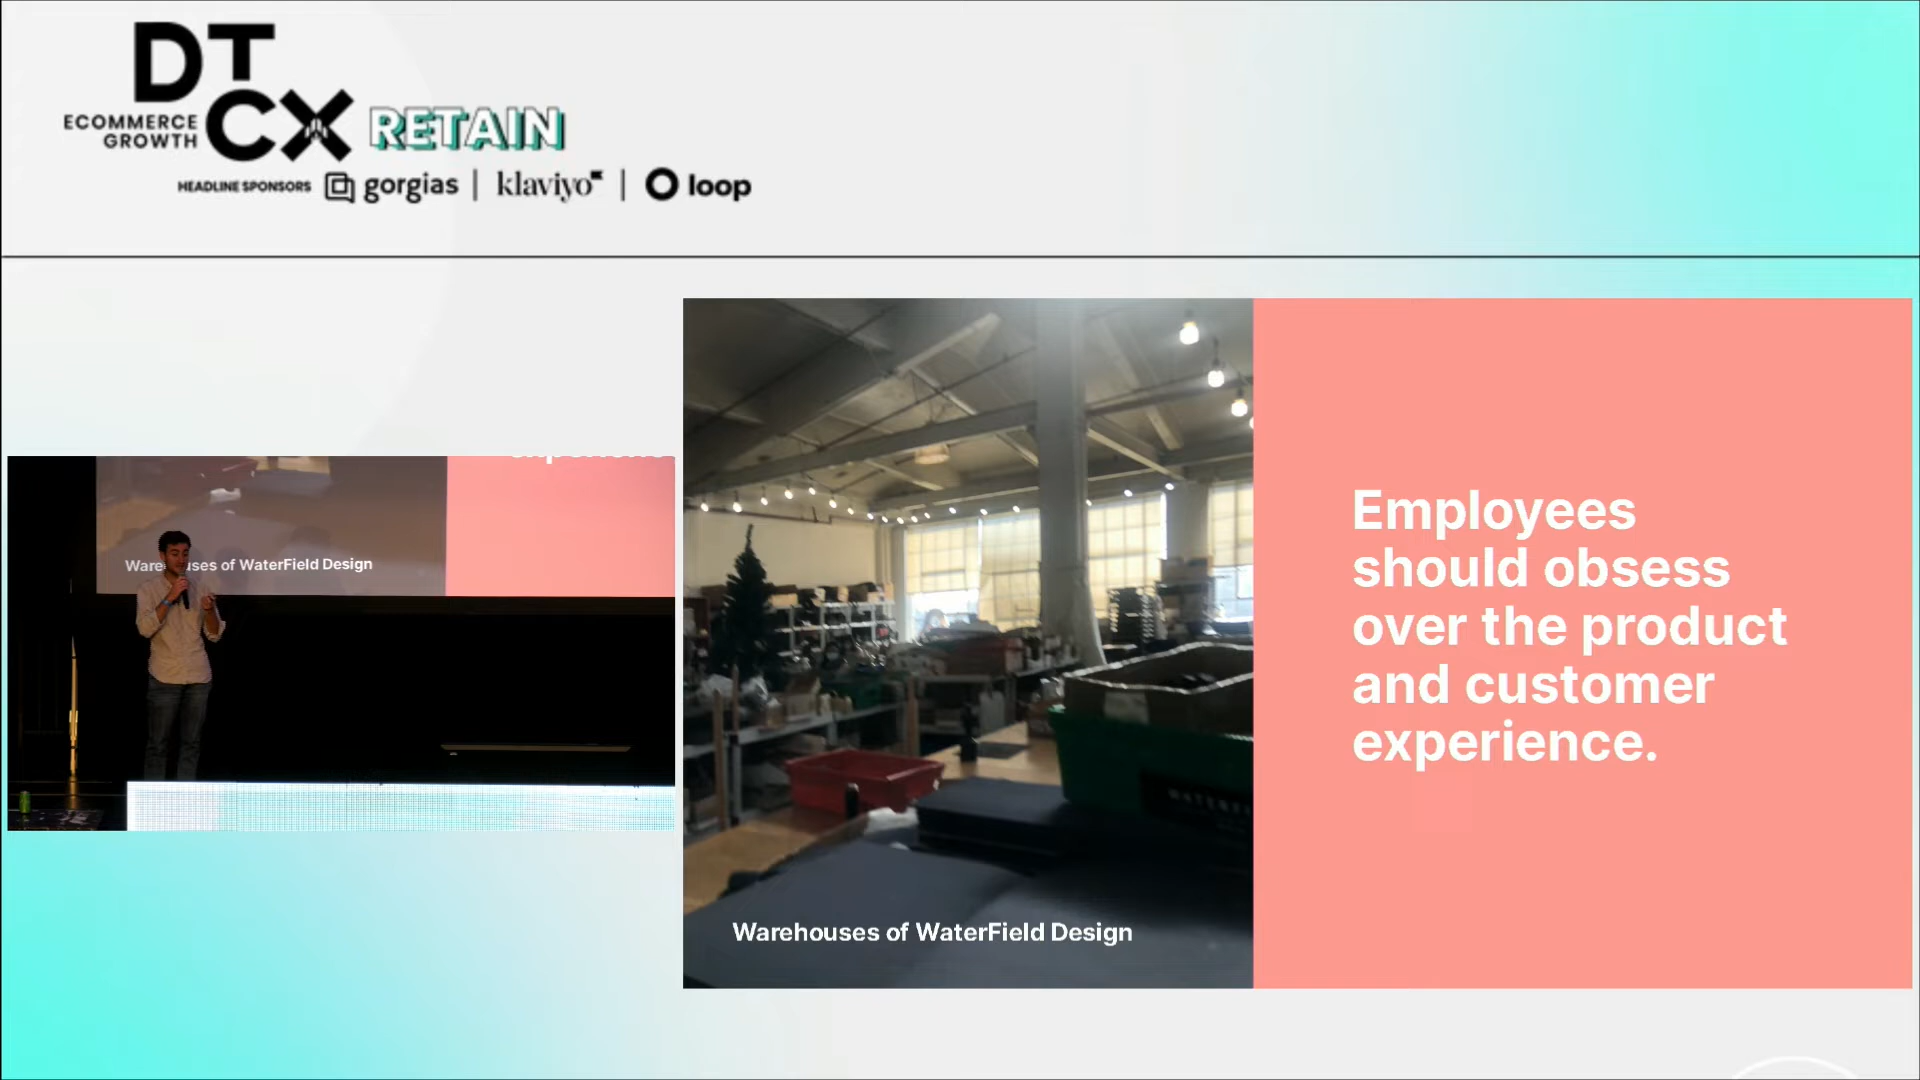 DT
CX
ECOMMERCE
GROWTH
RETAIN
HEADLINE SPONSORS gorgias | klaviyo | loop
Warehouses of WaterField Design
Employees
should obsess
over the product
and customer
experience.
Warehouses of WaterField Design